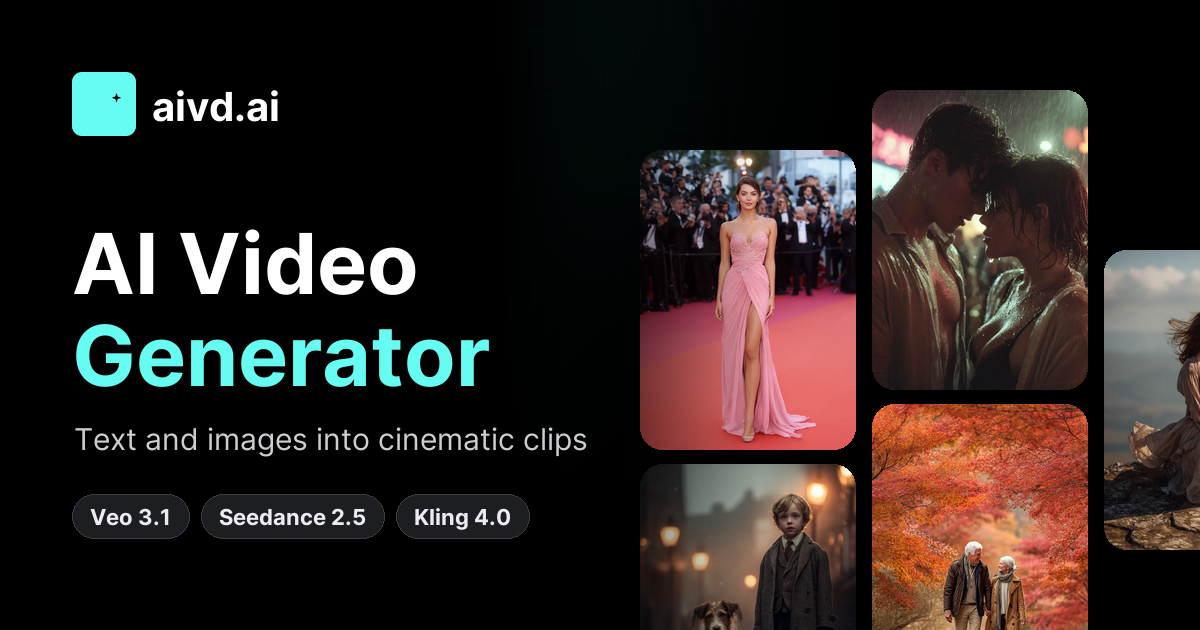 aivd.ai
AI Video
Generator
Text and images into cinematic clips
Veo 3.1
Seedance 2.5
Kling 4.0